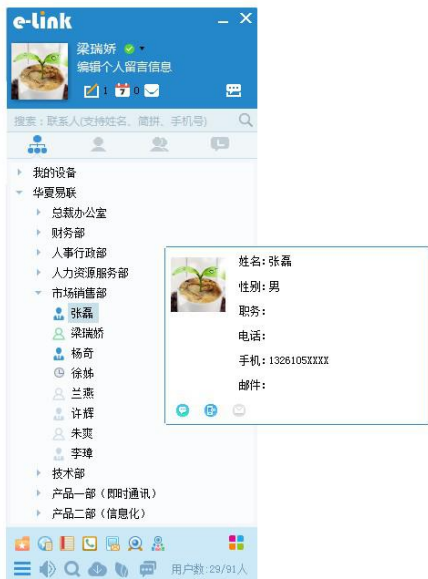 e-Link
梁瑞娇
编辑个人留言信息
1 7 0
搜索：联系人(支持姓名、简拼、手机号)
我的设备
华夏易联
总裁办公室
财务部
人事行政部
人力资源服务部
市场销售部
张磊
梁瑞娇
杨奇
徐姊
兰燕
许辉
朱爽
李璋
技术部
产品一部（即时通讯）
产品二部（信息化）
用户数:29/91人
姓名:张磊
性别:男
职务:
电话:
手机:1326105XXXX
邮件: